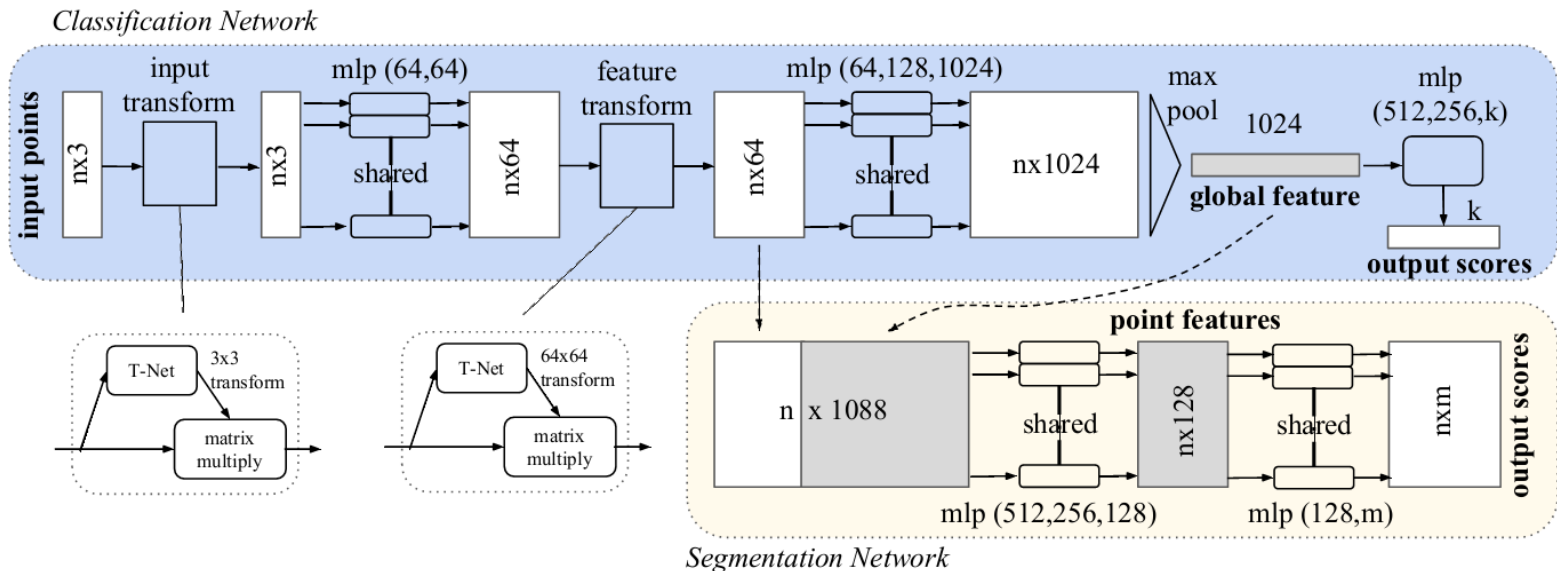 Classification Network
input points
nx3
input
transform
nx3
mlp (64,64)
shared
nx64
feature
transform
nx64
mlp (64,128,1024)
shared
nx1024
max
pool
1024
global feature
mlp
(512,256,k)
k
output scores
T-Net
3x3
transform
matrix
multiply
T-Net
64x64
transform
matrix
multiply
point features
n x 1088
shared
mlp (512,256,128)
nx128
shared
mlp (128,m)
nxm
output scores
Segmentation Network